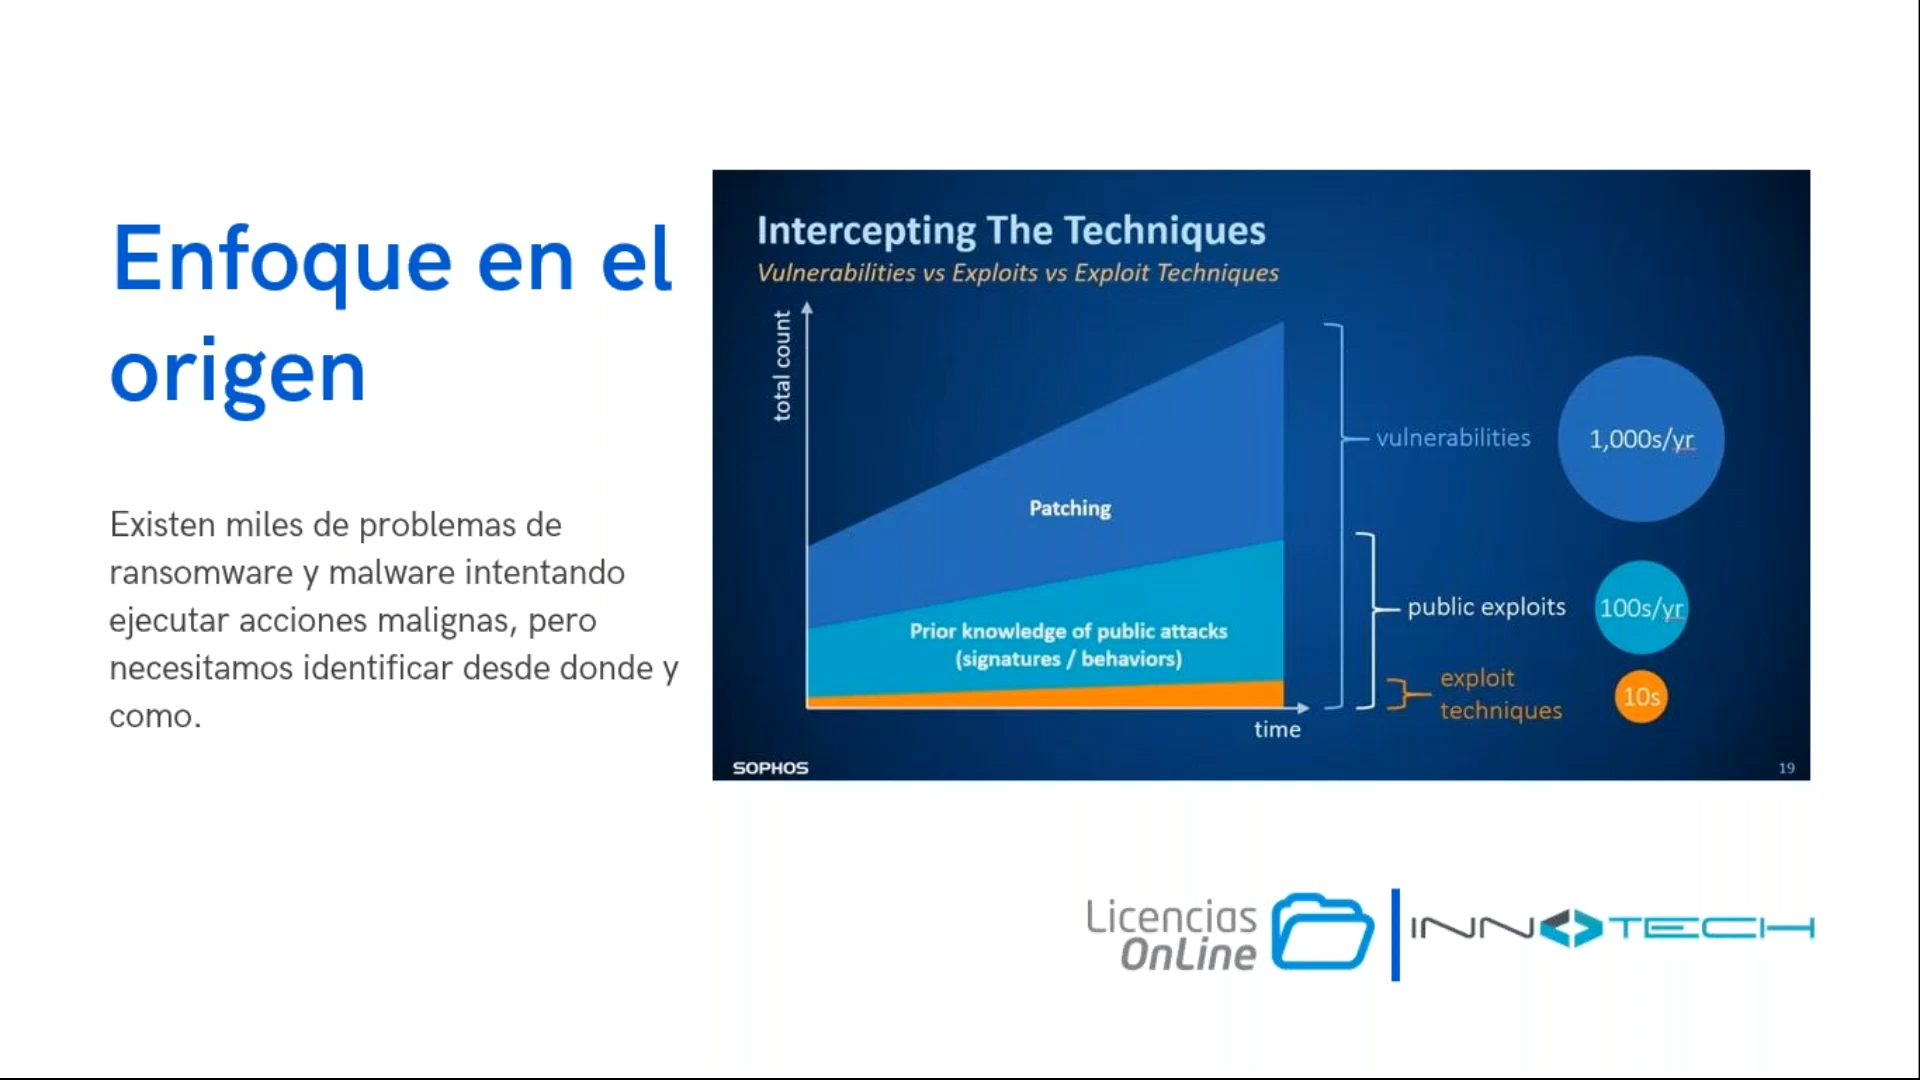 Enfoque en el
origen
Existen miles de problemas de
ransomware y malware intentando
ejecutar acciones malignas, pero
necesitamos identificar desde donde y
como.
Intercepting The Techniques
Vulnerabilities vs Exploits vs Exploit Techniques
total count
Patching
Prior knowledge of public attacks
(signatures / behaviors)
time
vulnerabilities
1,000s/yr
public exploits
100s/yr
exploit
techniques
10s
SOPHOS
19
Licencias
OnLine
INNOTECH